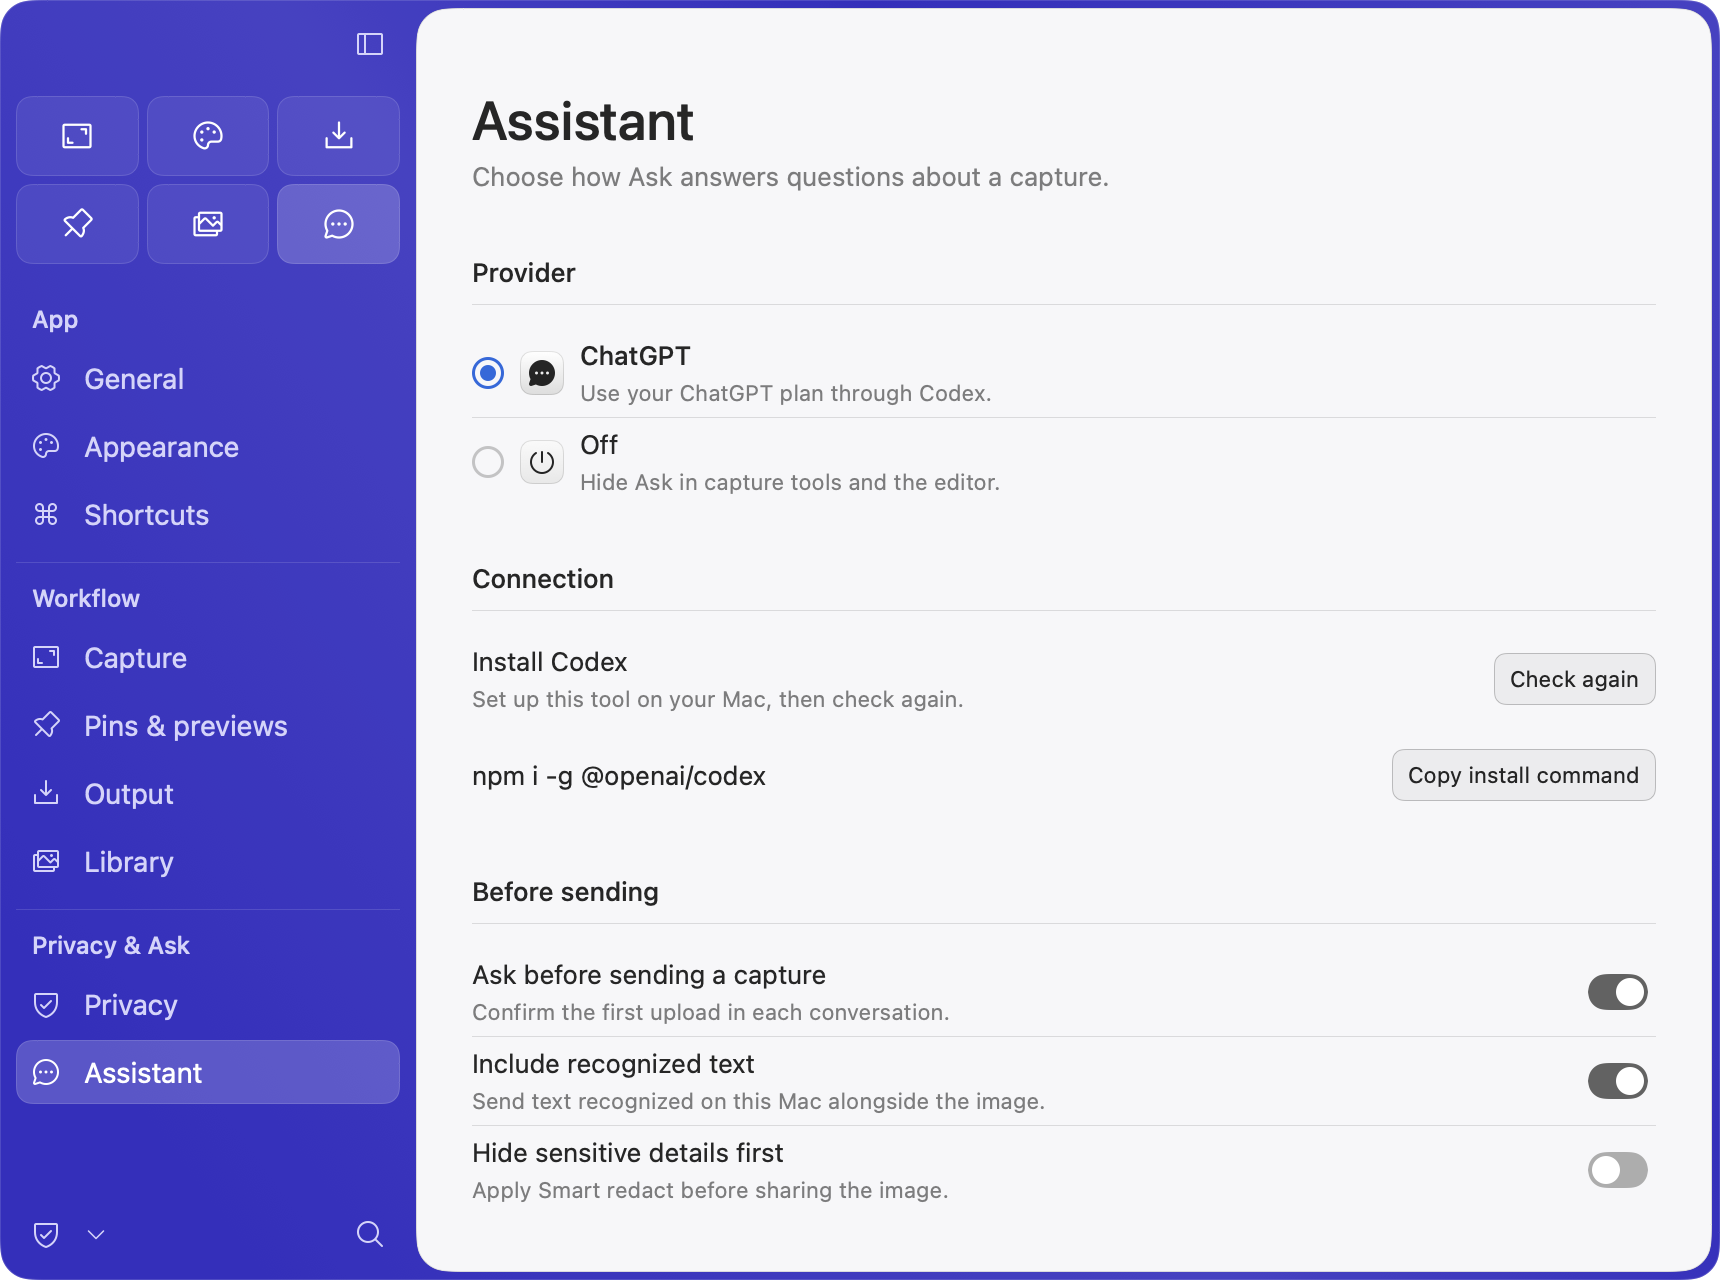 App
General
Appearance
Shortcuts
Workflow
Capture
Pins & previews
Output
Library
Privacy & Ask
Privacy
Assistant
Assistant
Choose how Ask answers questions about a capture.
Provider
ChatGPT
Use your ChatGPT plan through Codex.
Off
Hide Ask in capture tools and the editor.
Connection
Install Codex
Set up this tool on your Mac, then check again.
Check again
npm i -g @openai/codex
Copy install command
Before sending
Ask before sending a capture
Confirm the first upload in each conversation.
Include recognized text
Send text recognized on this Mac alongside the image.
Hide sensitive details first
Apply Smart redact before sharing the image.